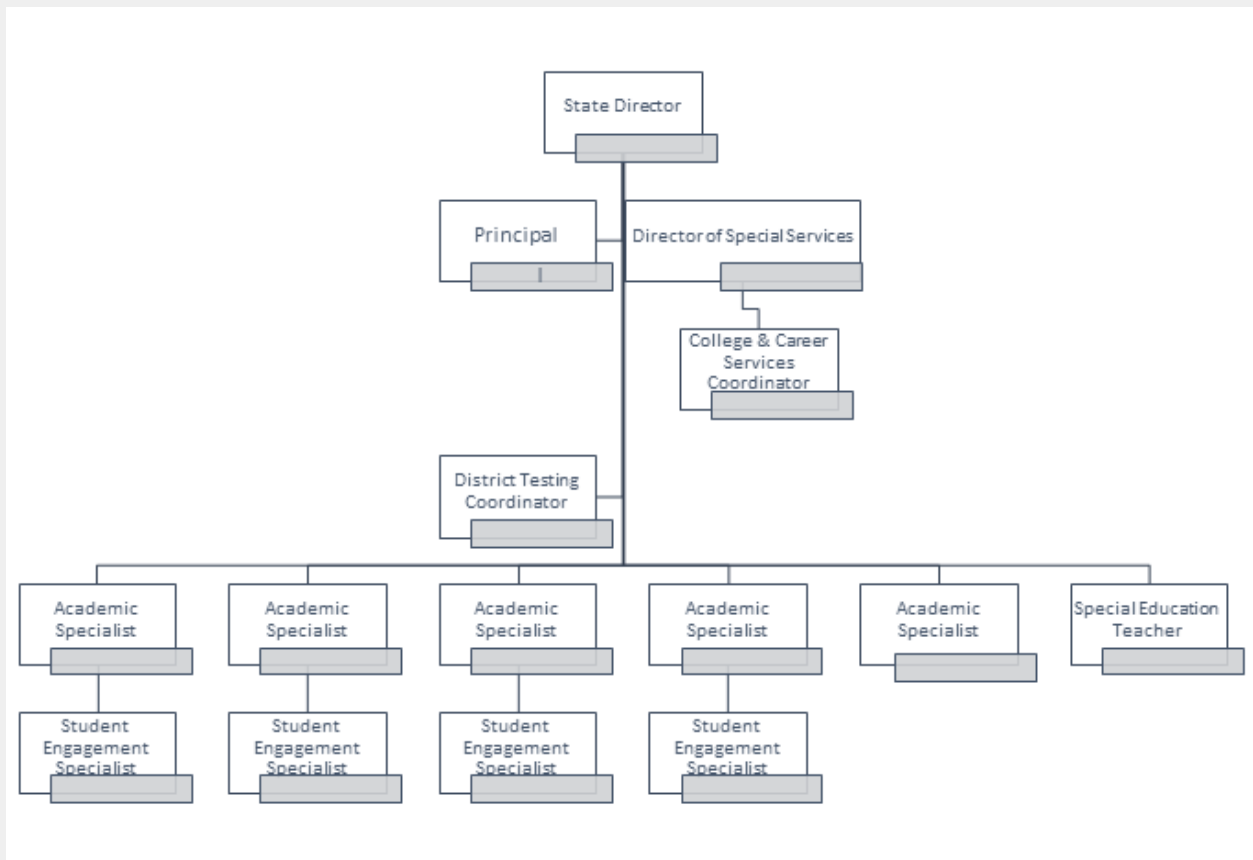 State Director
Principal
Director of Special Services
College & Career
Services
Coordinator
District Testing
Coordinator
Academic
Specialist
Academic
Specialist
Academic
Specialist
Academic
Specialist
Academic
Specialist
Special Education
Teacher
Student
Engagement
Specialist
Student
Engagement
Specialist
Student
Engagement
Specialist
Student
Engagement
Specialist